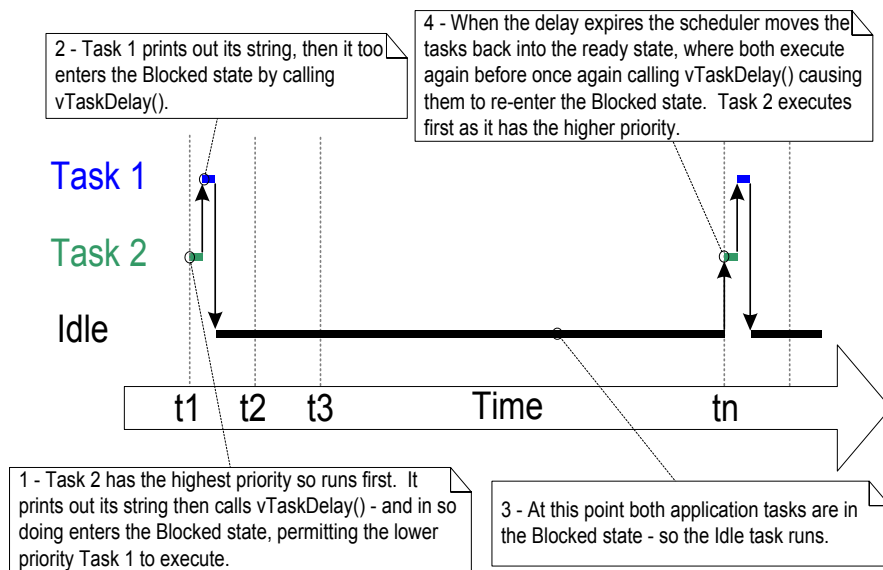 2 - Task 1 prints out its string, then it too
enters the Blocked state by calling
vTaskDelay().
4 - When the delay expires the scheduler moves the
tasks back into the ready state, where both execute
again before once again calling vTaskDelay() causing
them to re-enter the Blocked state.  Task 2 executes
first as it has the higher priority.
Task 1
Task 2
Idle
t1 t2 t3 Time tn
1 - Task 2 has the highest priority so runs first.  It
prints out its string then calls vTaskDelay() - and in so
doing enters the Blocked state, permitting the lower
priority Task 1 to execute.
3 - At this point both application tasks are in
the Blocked state - so the Idle task runs.